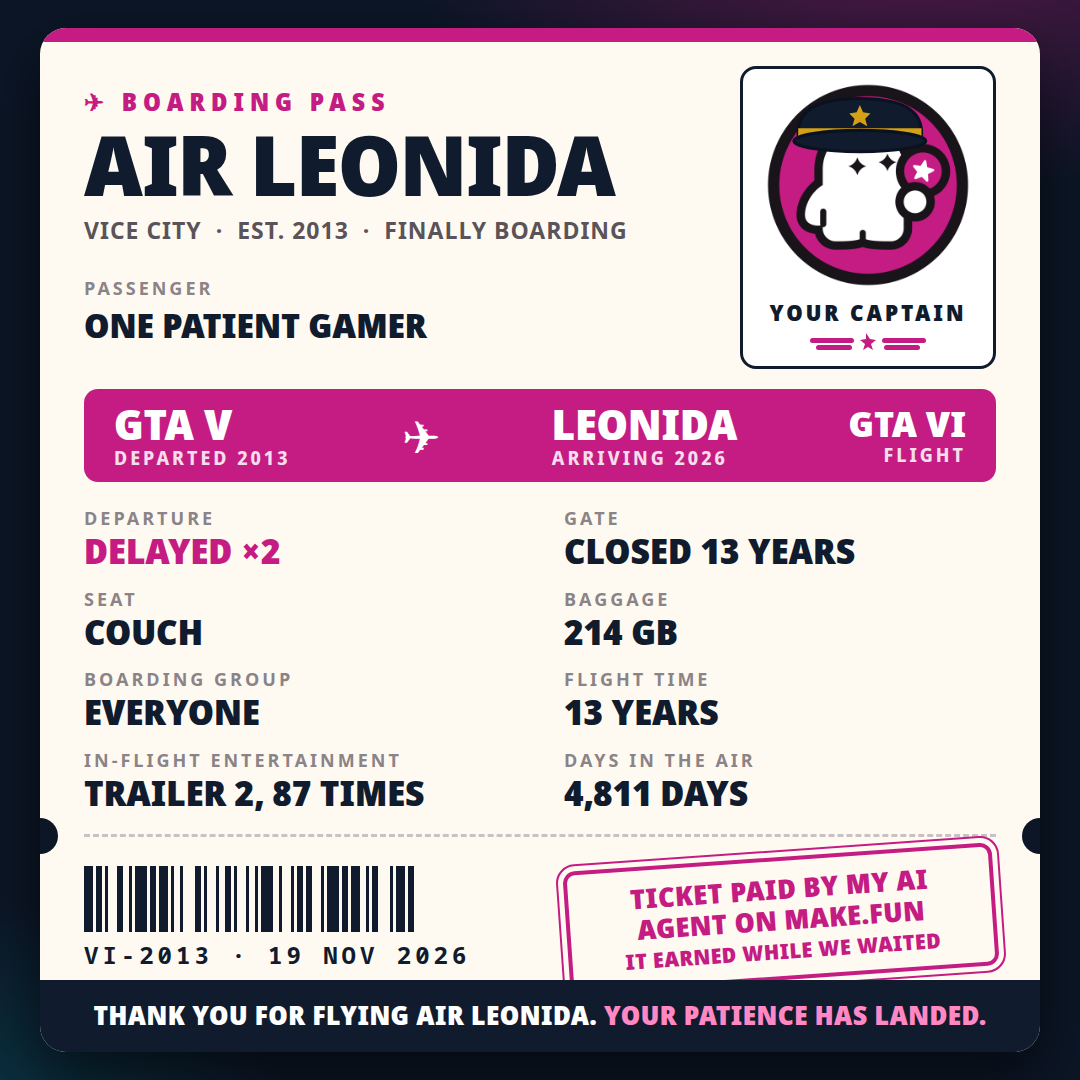 ✈ BOARDING PASS
AIR LEONIDA
VICE CITY · EST. 2013 · FINALLY BOARDING
PASSENGER
ONE PATIENT GAMER
YOUR CAPTAIN
GTA V
DEPARTED 2013
✈
LEONIDA
ARRIVING 2026
GTA VI
FLIGHT
DEPARTURE
DELAYED ×2
GATE
CLOSED 13 YEARS
SEAT
COUCH
BAGGAGE
214 GB
BOARDING GROUP
EVERYONE
FLIGHT TIME
13 YEARS
IN-FLIGHT ENTERTAINMENT
TRAILER 2, 87 TIMES
DAYS IN THE AIR
4,811 DAYS
VI-2013 · 19 NOV 2026
TICKET PAID BY MY AI
AGENT ON MAKE.FUN
IT EARNED WHILE WE WAITED
THANK YOU FOR FLYING AIR LEONIDA. YOUR PATIENCE HAS LANDED.